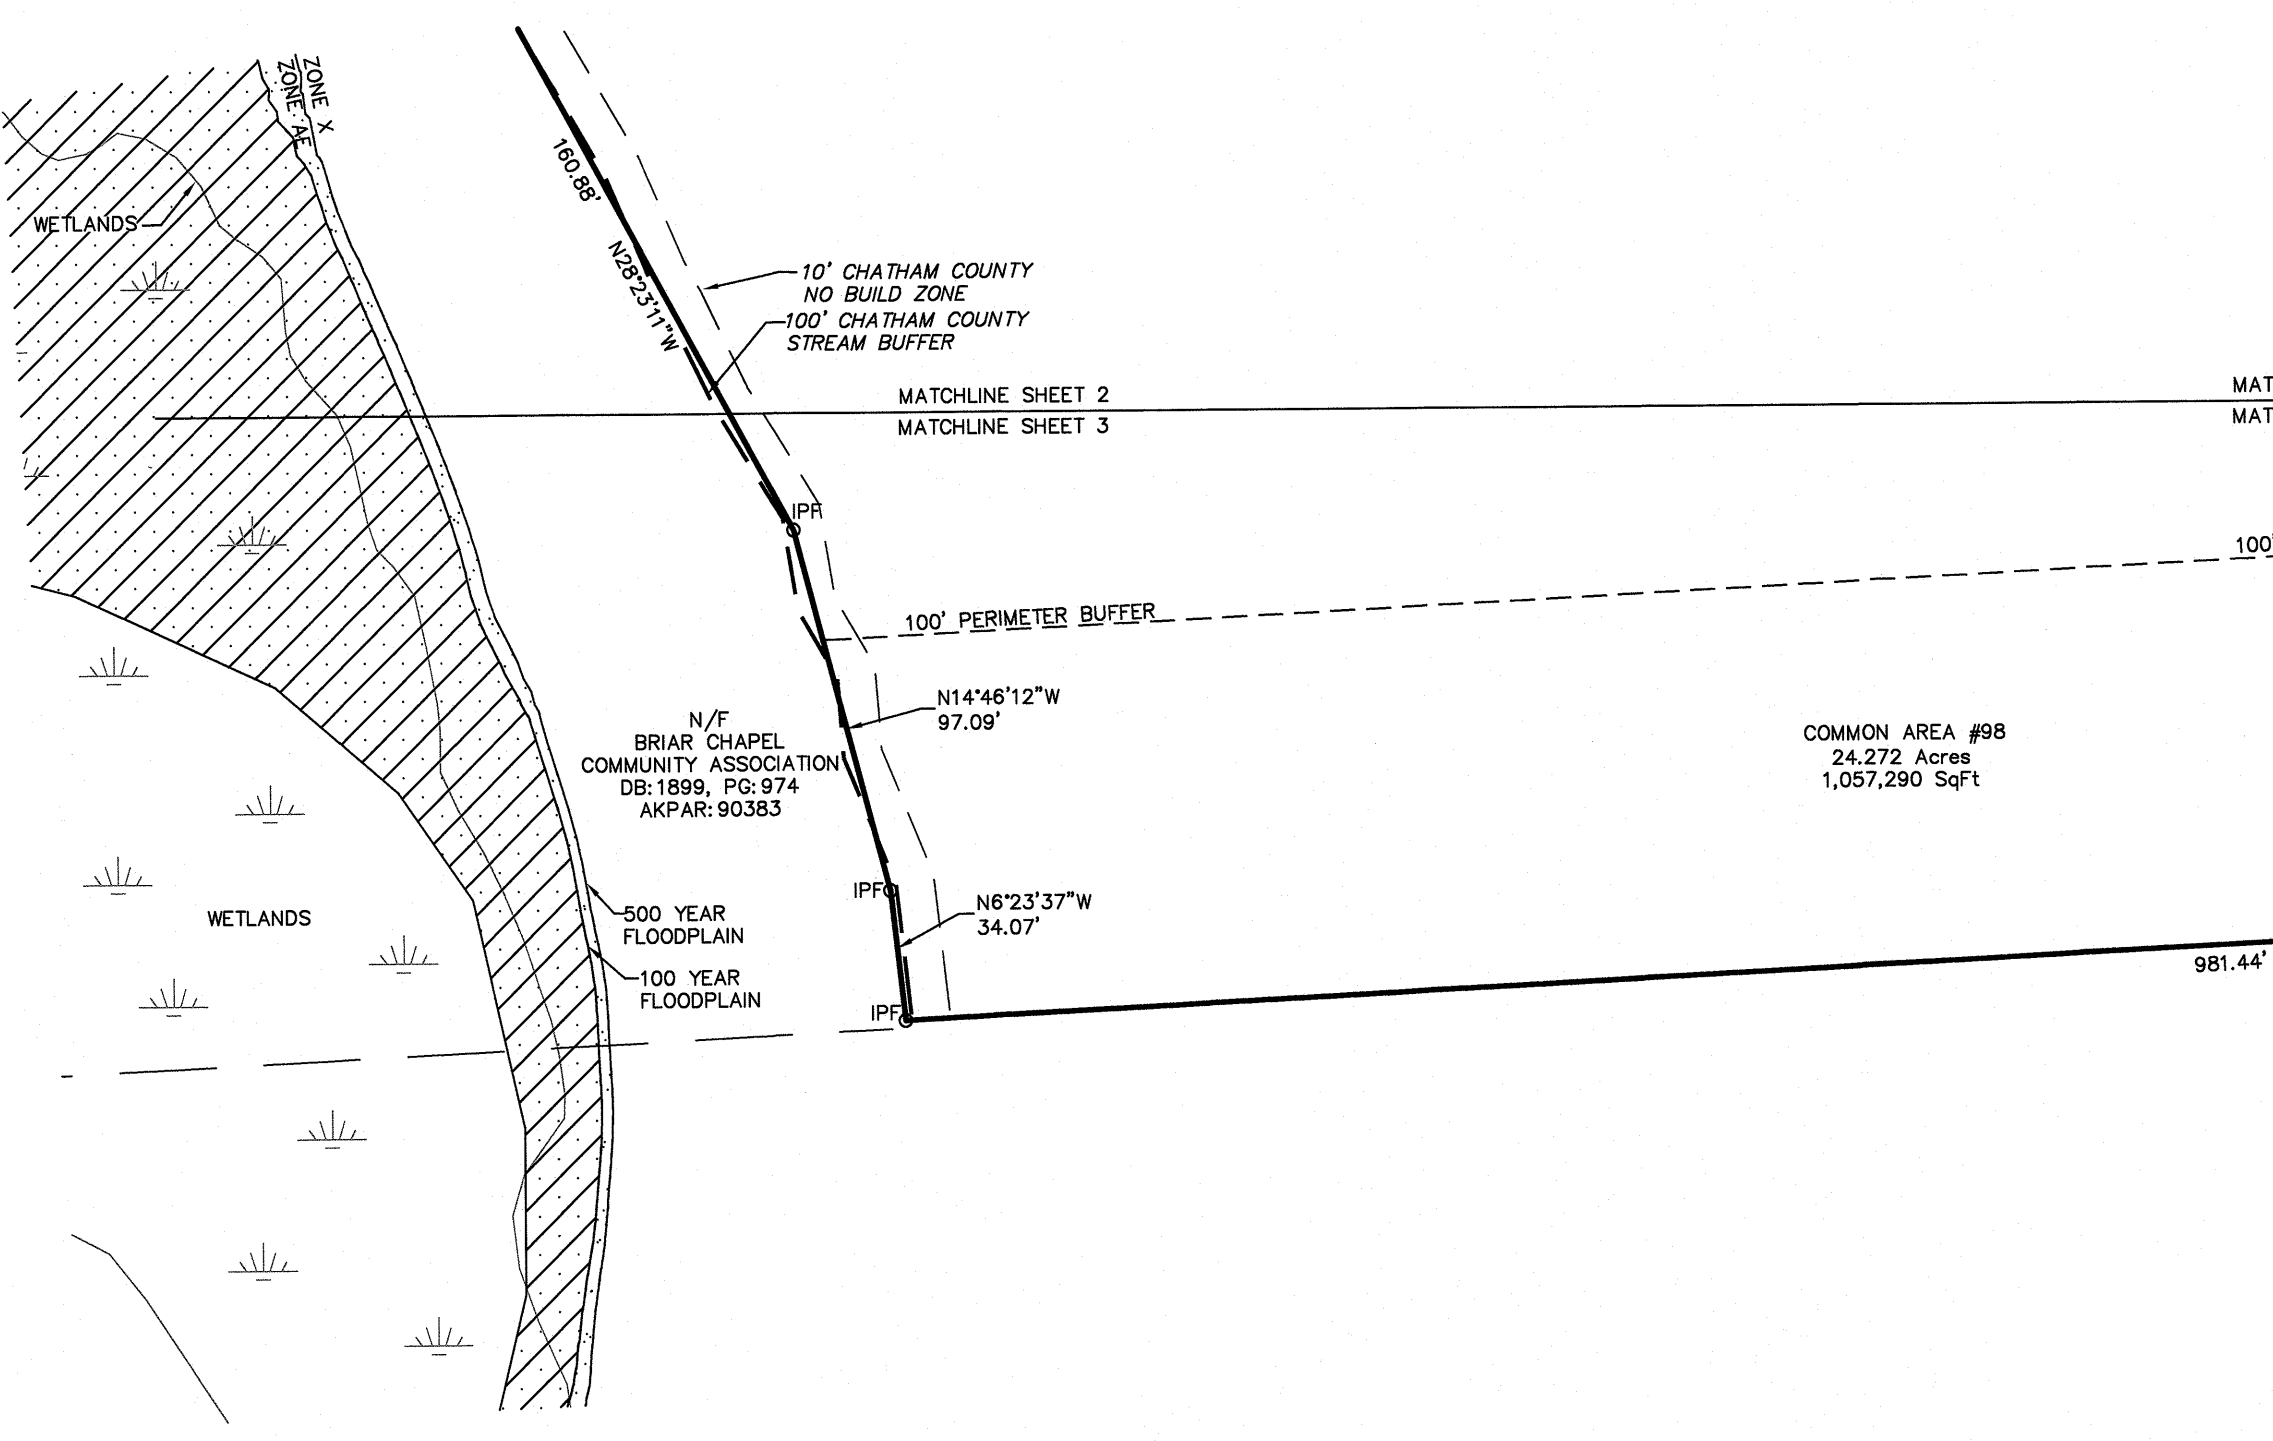 ZONE X
ZONE AE
160.88'
WETLANDS
N28°23'11"W
10' CHATHAM COUNTY
NO BUILD ZONE
100' CHATHAM COUNTY
STREAM BUFFER
MATCHLINE SHEET 2
MAT
MATCHLINE SHEET 3
MAT
IPF
100'
100' PERIMETER BUFFER
N14°46'12"W
97.09'
N/F
BRIAR CHAPEL
COMMUNITY ASSOCIATION
DB:1899, PG:974
AKPAR:90383
COMMON AREA #98
24.272 Acres
1,057,290 SqFt
IPF
N6°23'37"W
34.07'
WETLANDS
500 YEAR
FLOODPLAIN
100 YEAR
FLOODPLAIN
981.44'
IPF